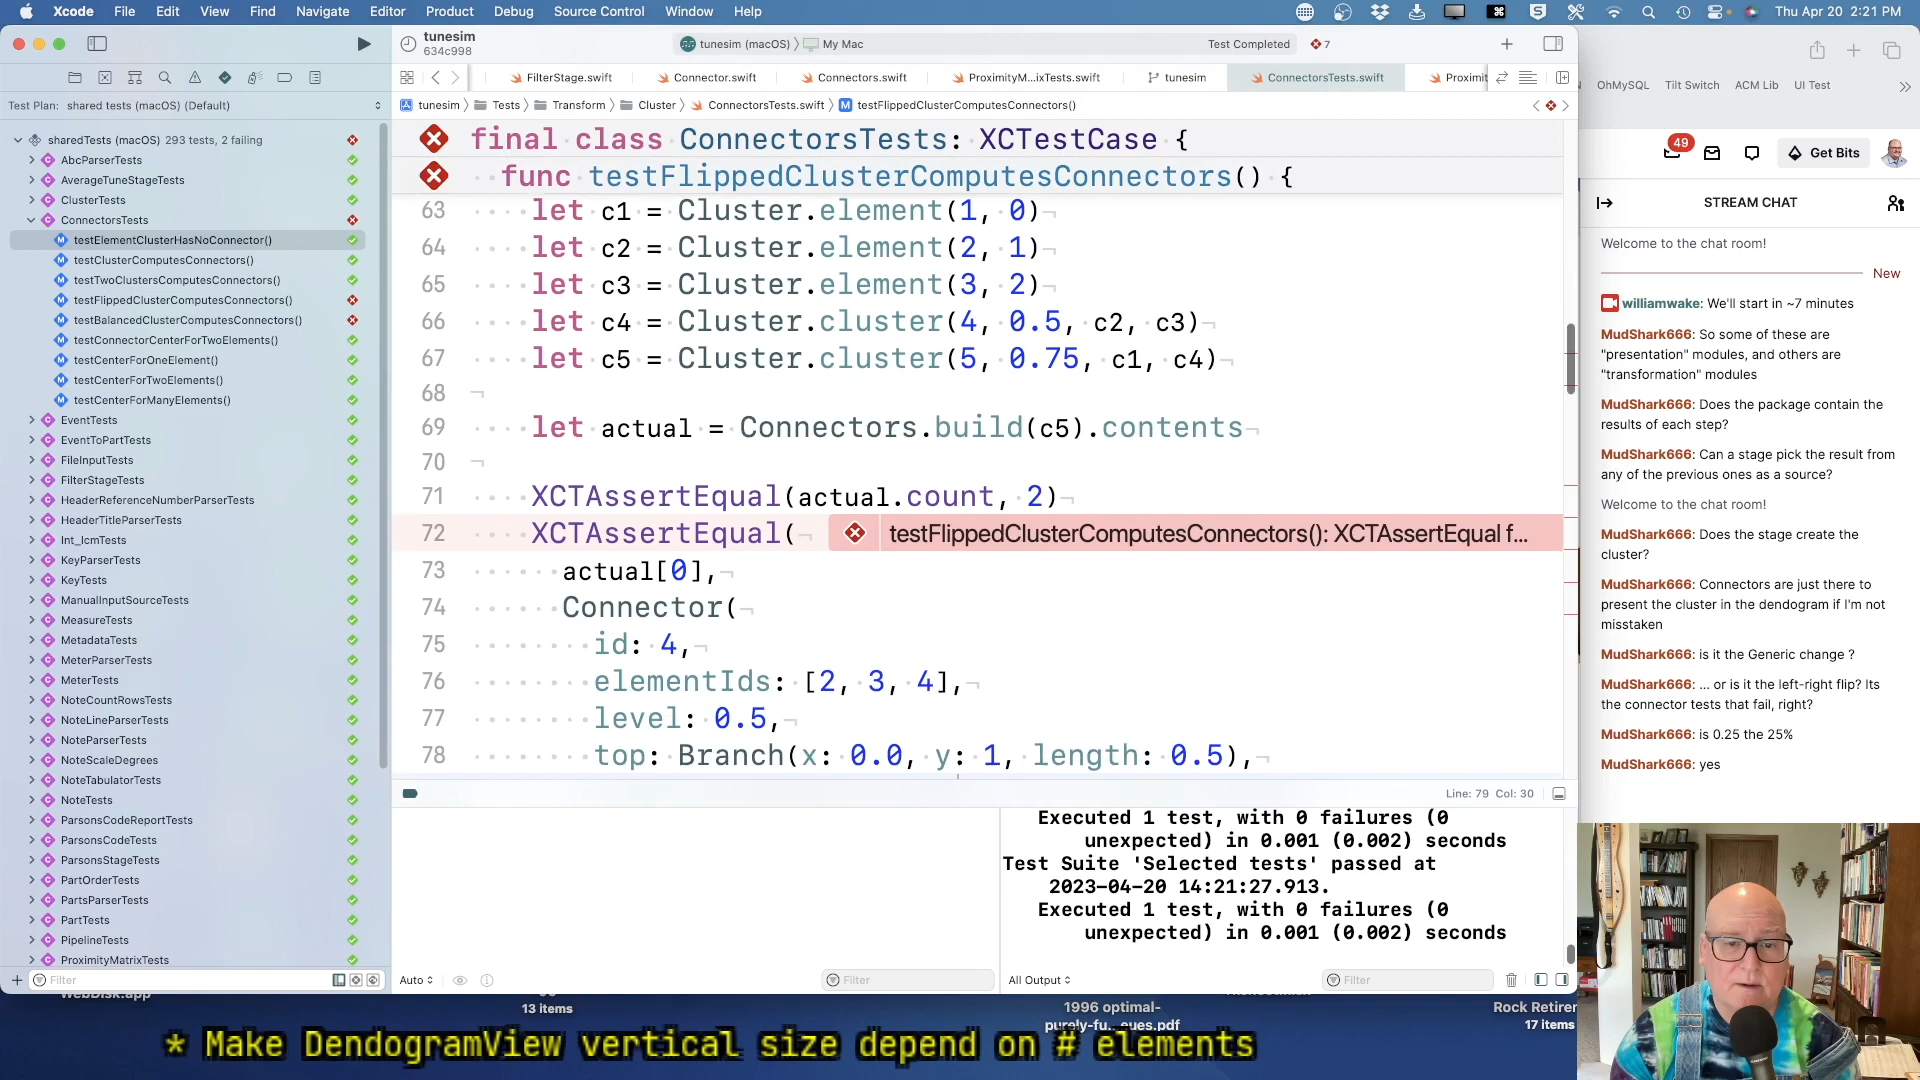 Xcode File Edit View Find Navigate Editor Product Debug Source Control Window Help
Thu Apr 20 2:21 PM
tunesim
634c998
tunesim (macOS) My Mac
Test Completed
7
FilterStage.swift
Connector.swift
Connectors.swift
ProximityM...ixTests.swift
tunesim
ConnectorsTests.swift
Proximit
Test Plan: shared tests (macOS) (Default)
tunesim Tests Transform Cluster ConnectorsTests.swift M testFlippedClusterComputesConnectors()
sharedTests (macOS) 293 tests, 2 failing
AbcParserTests
AverageTuneStageTests
ClusterTests
ConnectorsTests
testElementClusterHasNoConnector()
testClusterComputesConnectors()
testTwoClustersComputesConnectors()
testFlippedClusterComputesConnectors()
testBalancedClusterComputesConnectors()
testConnectorCenterForTwoElements()
testCenterForOneElement()
testCenterForTwoElements()
testCenterForManyElements()
EventTests
EventToPartTests
FileInputTests
FilterStageTests
HeaderReferenceNumberParserTests
HeaderTitleParserTests
Int_lcmTests
KeyParserTests
KeyTests
ManualInputSourceTests
MeasureTests
MetadataTests
MeterParserTests
MeterTests
NoteCountRowsTests
NoteLineParserTests
NoteParserTests
NoteScaleDegrees
NoteTabulatorTests
NoteTests
ParsonsCodeReportTests
ParsonsCodeTests
ParsonsStageTests
PartOrderTests
PartsParserTests
PartTests
PipelineTests
ProximityMatrixTests
Filter
final class ConnectorsTests: XCTestCase {
func testFlippedClusterComputesConnectors() {
63 let c1 = Cluster.element(1, 0)
64 let c2 = Cluster.element(2, 1)
65 let c3 = Cluster.element(3, 2)
66 let c4 = Cluster.cluster(4, 0.5, c2, c3)
67 let c5 = Cluster.cluster(5, 0.75, c1, c4)
68
69 let actual = Connectors.build(c5).contents
70
71 XCTAssertEqual(actual.count, 2)
72 XCTAssertEqual( testFlippedClusterComputesConnectors(): XCTAssertEqual f...
73 actual[0],
74 Connector(
75 id: 4,
76 elementIds: [2, 3, 4],
77 level: 0.5,
78 top: Branch(x: 0.0, y: 1, length: 0.5),
Line: 79 Col: 30
Executed 1 test, with 0 failures (0
unexpected) in 0.001 (0.002) seconds
Test Suite 'Selected tests' passed at
2023-04-20 14:21:27.913.
Executed 1 test, with 0 failures (0
unexpected) in 0.001 (0.002) seconds
Auto
Filter
All Output
Filter
OhMySQL Tilt Switch ACM Lib UI Test
49
Get Bits
STREAM CHAT
Welcome to the chat room!
New
williamwake: We'll start in ~7 minutes
MudShark666: So some of these are
"presentation" modules, and others are
"transformation" modules
MudShark666: Does the package contain the
results of each step?
MudShark666: Can a stage pick the result from
any of the previous ones as a source?
Welcome to the chat room!
MudShark666: Does the stage create the
cluster?
MudShark666: Connectors are just there to
present the cluster in the dendogram if I'm not
misstaken
MudShark666: is it the Generic change ?
MudShark666: ... or is it the left-right flip? Its
the connector tests that fail, right?
MudShark666: is 0.25 the 25%
MudShark666: yes
WebDisk.app
13 items
1996 optimal-
purely-fu...eues.pdf
Rock Retirem
17 items
* Make DendogramView vertical size depend on # elements